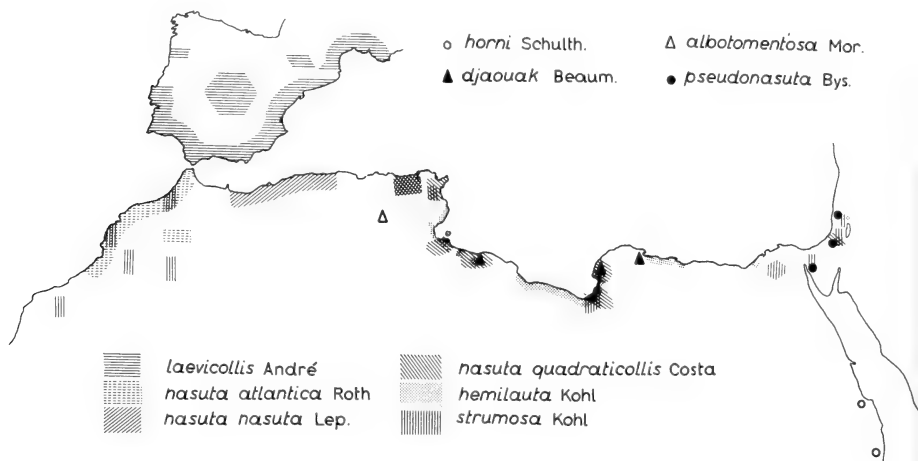 horni Schulth.
albotomentosa Mor.
djaouak Beaum.
pseudonasuta Bys.
laevicollis André
nasuta atlantica Roth
nasuta nasuta Lep.
nasuta quadraticollis Costa
hemilauta Kohl
strumosa Kohl